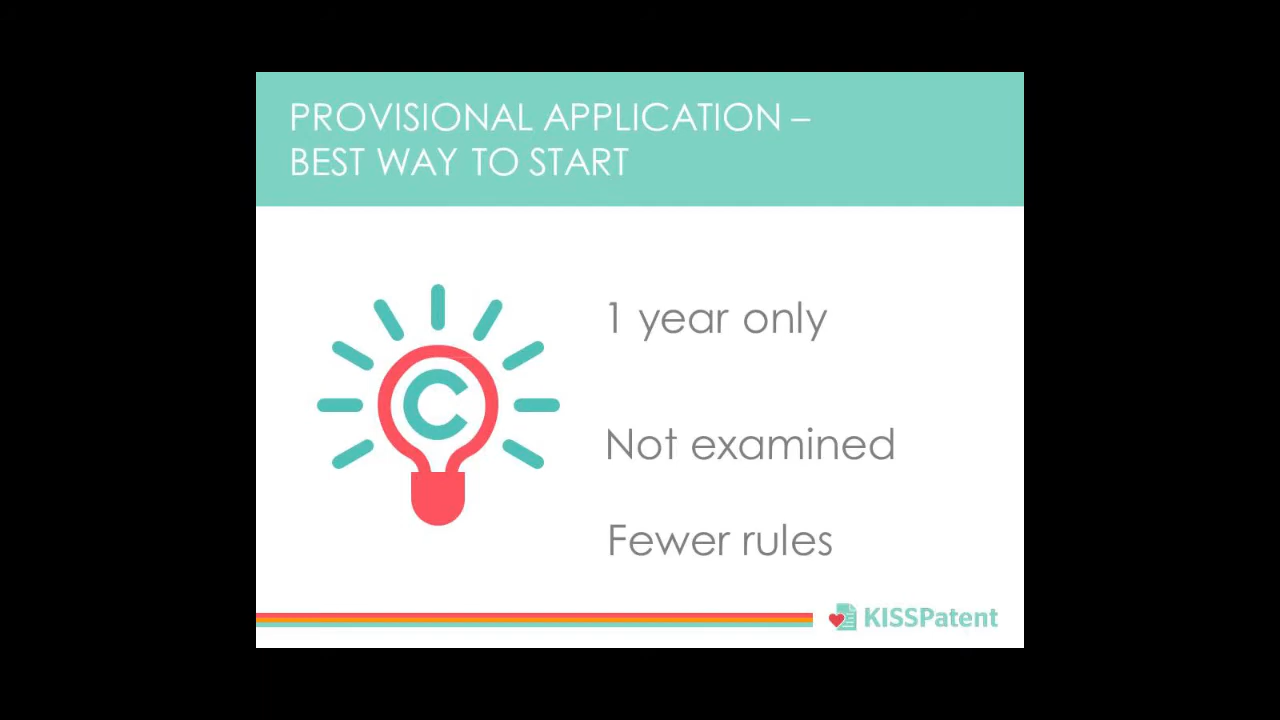 PROVISIONAL APPLICATION –
BEST WAY TO START
C
1 year only
Not examined
Fewer rules
KISSPatent